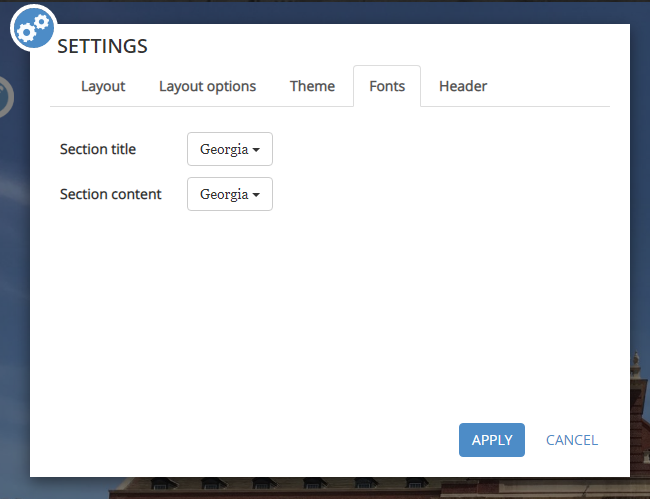 SETTINGS
Layout Layout options Theme Fonts Header
Section title Georgia
Section content Georgia
APPLY CANCEL